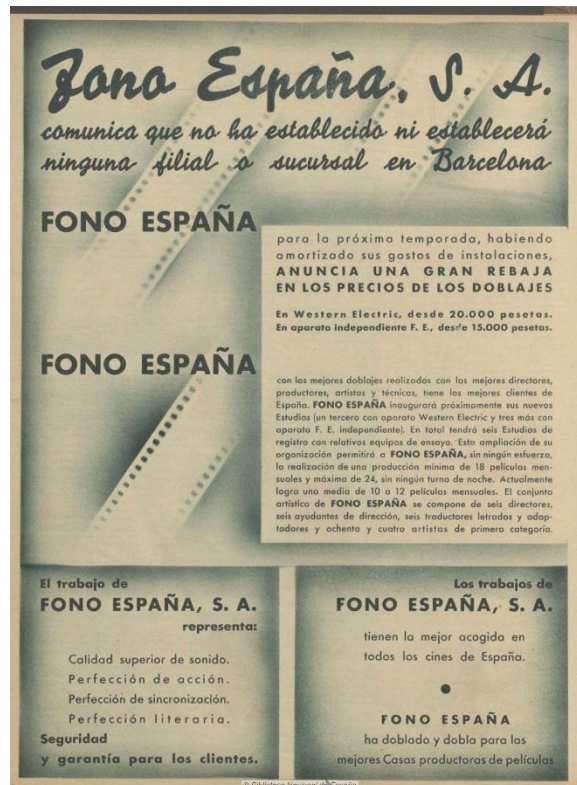 Fono España, S. A.
comunica que no ha establecido ni establecerá
ninguna filial o sucursal en Barcelona
FONO ESPAÑA
para la próxima temporada, habiendo
amortizado sus gastos de instalaciones,
ANUNCIA UNA GRAN REBAJA
EN LOS PRECIOS DE LOS DOBLAJES
En Western Electric, desde 20.000 pesetas.
En aparato independiente F. E., desde 15.000 pesetas.
FONO ESPAÑA
con los mejores doblajes realizados con los mejores directores,
productores, artistas y técnicos, tiene los mejores clientes de
España. FONO ESPAÑA inaugurará próximamente sus nuevos
Estudios (un tercero con aparato Western Electric y tres más con
aparato F. E. independiente). En total tendrá seis Estudios de
registro con relativos equipos de ensayo. Esta ampliación de su
organización permitirá a FONO ESPAÑA, sin ningún esfuerzo,
la realización de una producción mínima de 18 películas men-
suales y máxima de 24, sin ningún turno de noche. Actualmente
logra una media de 10 a 12 películas mensuales. El conjunto
artístico de FONO ESPAÑA se compone de seis directores,
seis ayudantes de dirección, seis traductores letrados y adap-
tadores y ochenta y cuatro artistas de primera categoría.
El trabajo de
FONO ESPAÑA, S. A.
representa:
Calidad superior de sonido.
Perfección de acción.
Perfección de sincronización.
Perfección literaria.
Seguridad
y garantía para los clientes.
Los trabajos de
FONO ESPAÑA, S. A.
tienen la mejor acogida en
todos los cines de España.
FONO ESPAÑA
ha doblado y dobla para las
mejores Casas productoras de películas
© Biblioteca Nacional de España